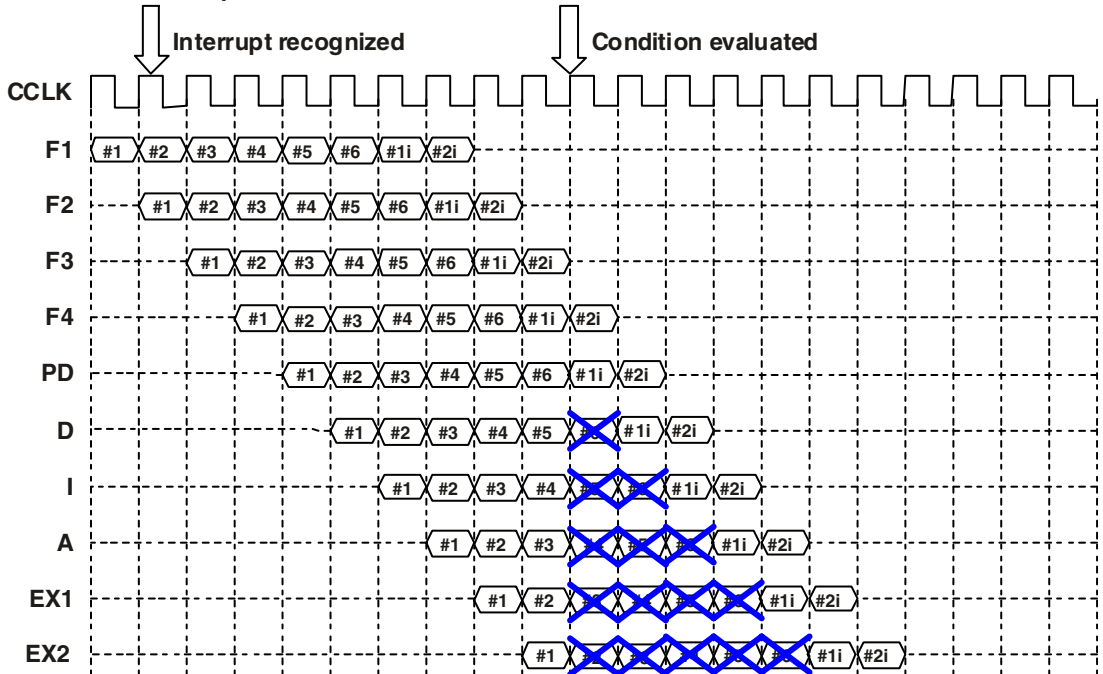 Interrupt recognized
Condition evaluated
CCLK
F1 #1 #2 #3 #4 #5 #6 #1i #2i
F2 #1 #2 #3 #4 #5 #6 #1i #2i
F3 #1 #2 #3 #4 #5 #6 #1i #2i
F4 #1 #2 #3 #4 #5 #6 #1i #2i
PD #1 #2 #3 #4 #5 #6 #1i #2i
D #1 #2 #3 #4 #5 #1i #2i
I #1 #2 #3 #4 #1i #2i
A #1 #2 #3 #1i #2i
EX1 #1 #2 #1i #2i
EX2 #1 #1i #2i